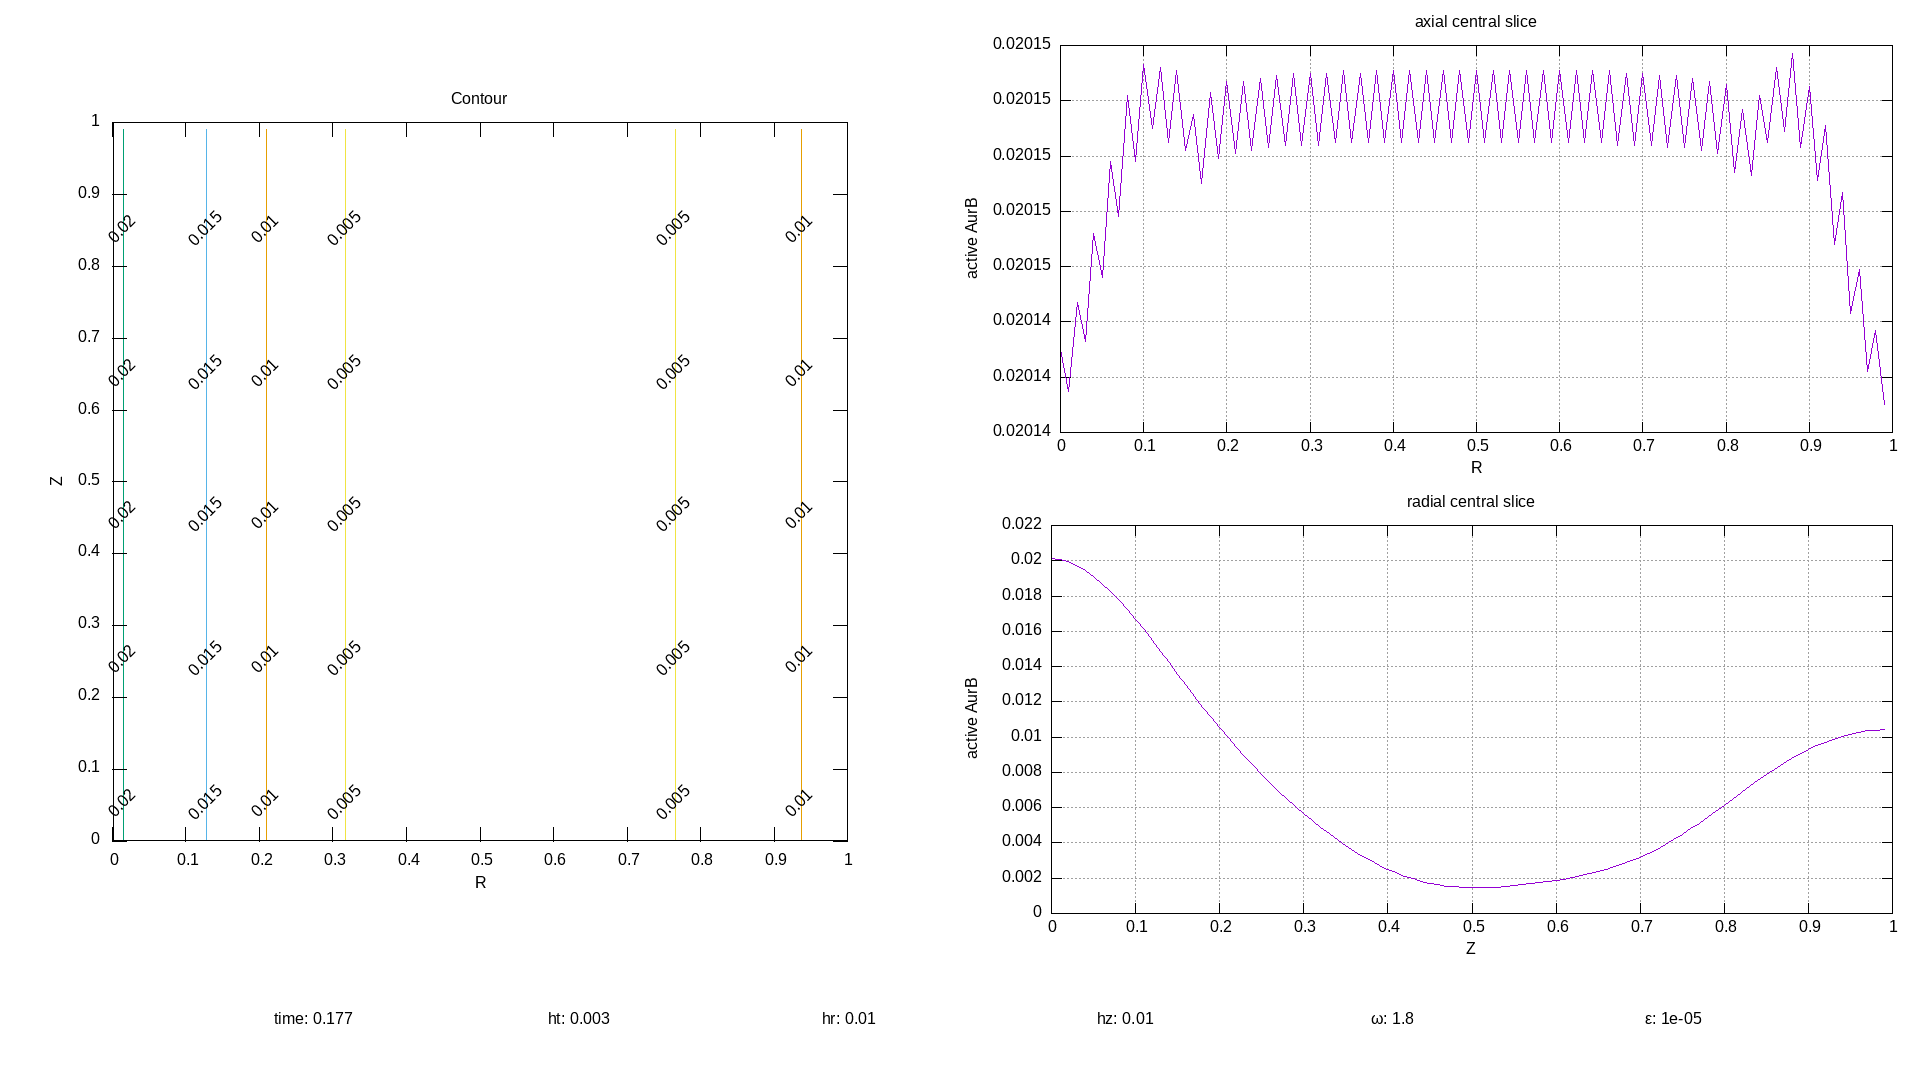 Contour
1
0.9
0.8
0.7
0.6
0.5
0.4
0.3
0.2
0.1
0
Z
0.02 0.015 0.01 0.005 0.005 0.01
0.02 0.015 0.01 0.005 0.005 0.01
0.02 0.015 0.01 0.005 0.005 0.01
0.02 0.015 0.01 0.005 0.005 0.01
0.02 0.015 0.01 0.005 0.005 0.01
0 0.1 0.2 0.3 0.4 0.5 0.6 0.7 0.8 0.9 1
R
axial central slice
0.02015
0.02015
0.02015
0.02015
0.02015
0.02014
0.02014
0.02014
active AurB
0 0.1 0.2 0.3 0.4 0.5 0.6 0.7 0.8 0.9 1
R
radial central slice
0.022
0.02
0.018
0.016
0.014
0.012
0.01
0.008
0.006
0.004
0.002
0
active AurB
0 0.1 0.2 0.3 0.4 0.5 0.6 0.7 0.8 0.9 1
Z
time: 0.177 ht: 0.003 hr: 0.01 hz: 0.01 ω: 1.8 ε: 1e-05